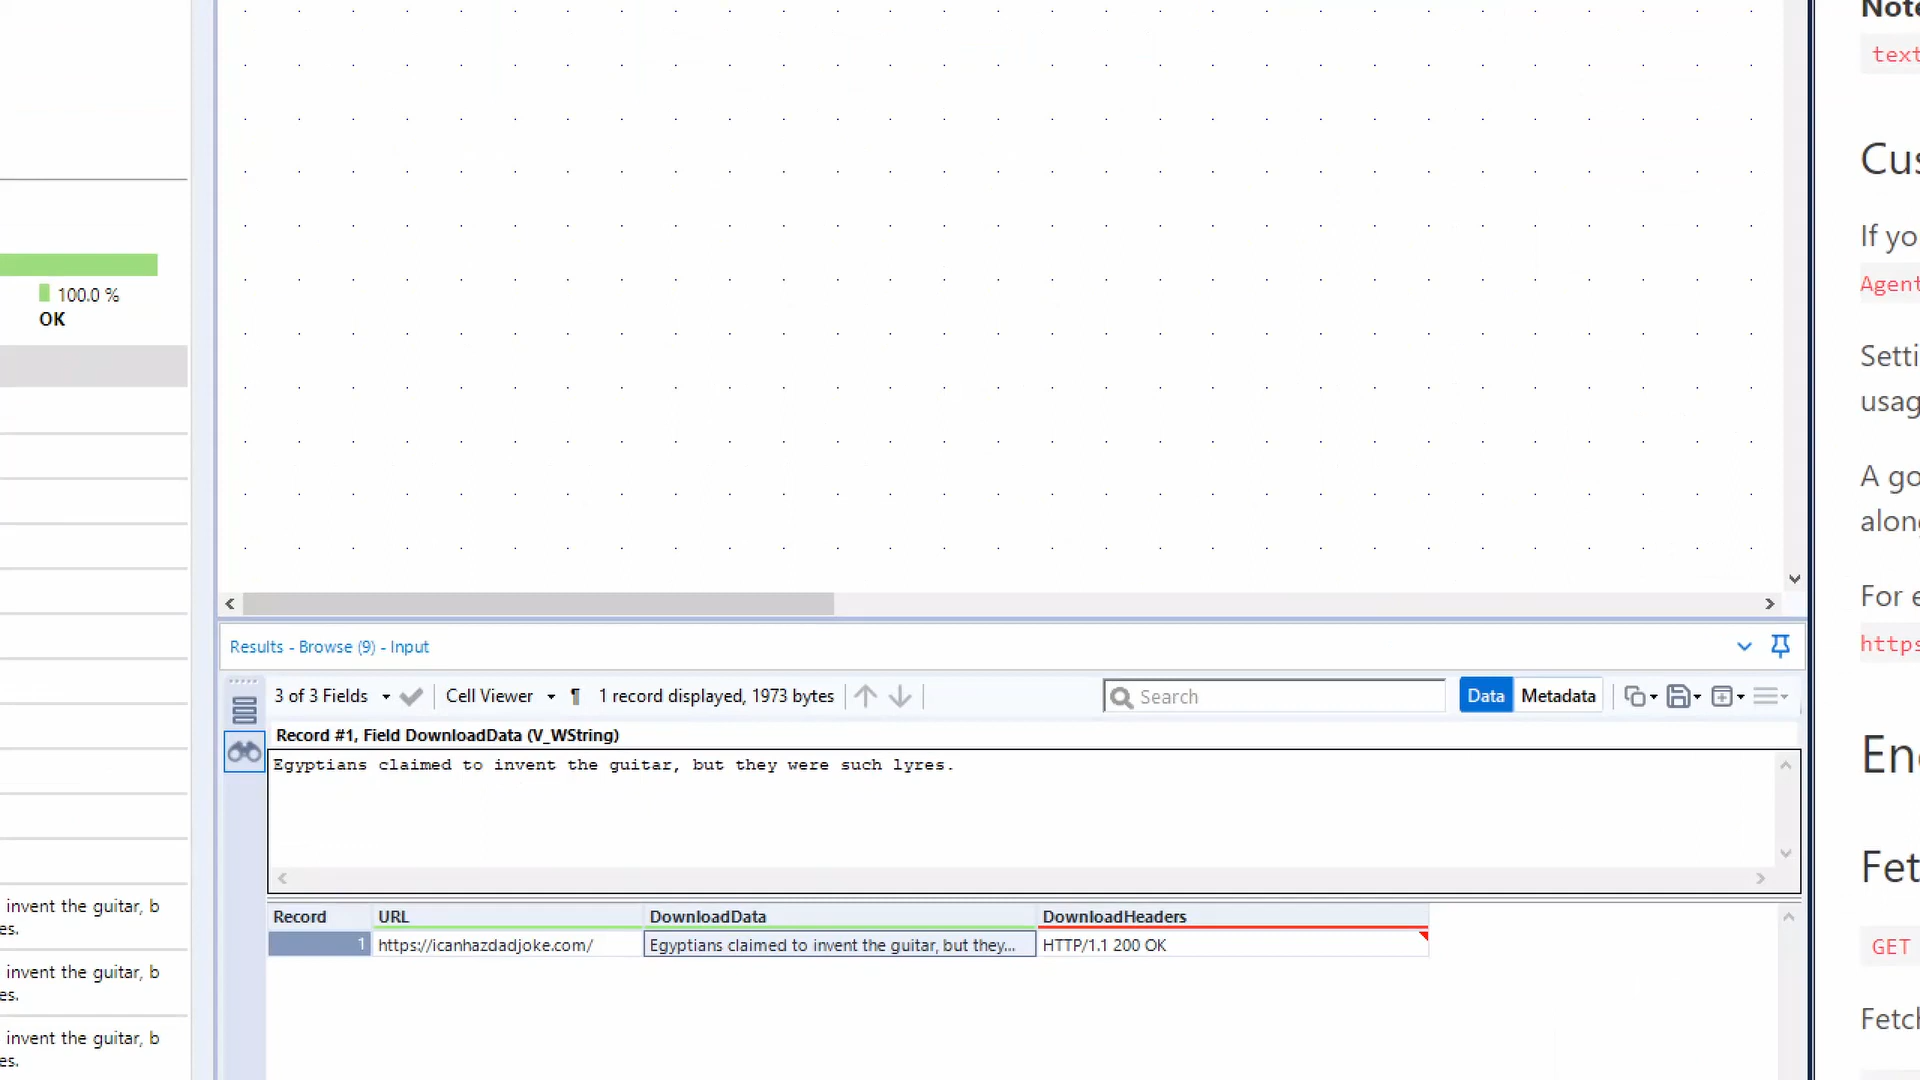 100.0 %
OK
invent the guitar, b
es.
invent the guitar, b
es.
invent the guitar, b
es.
Results - Browse (9) - Input
3 of 3 Fields
Cell Viewer
¶
1 record displayed, 1973 bytes
Search
Data
Metadata
Record #1, Field DownloadData (V_WString)
Egyptians claimed to invent the guitar, but they were such lyres.
Record URL DownloadData DownloadHeaders
1 https://icanhazdadjoke.com/ Egyptians claimed to invent the guitar, but they... HTTP/1.1 200 OK
Note
text
Cus
If yo
Agent
Setti
usag
A go
along
For e
https
En
Fet
GET
Fetch